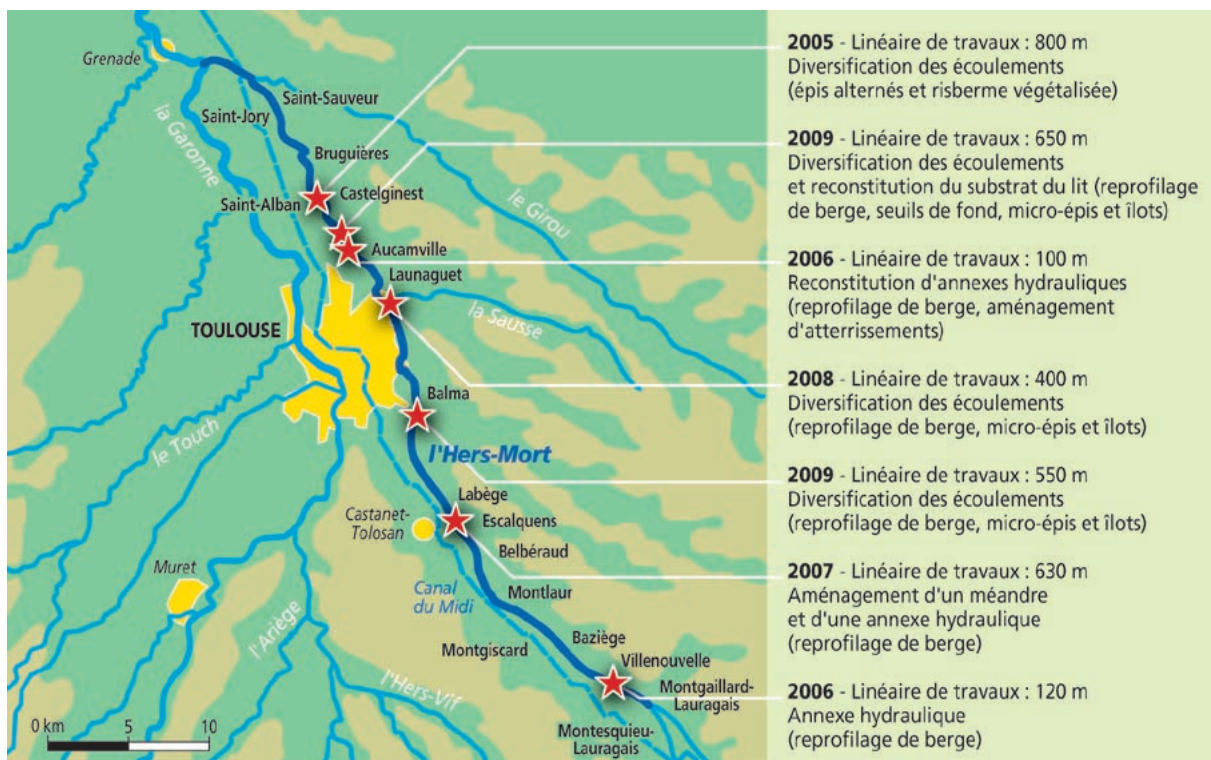 Grenade
Saint-Sauveur
Saint-Jory
la Garonne
Bruguières
Castelginest
Saint-Alban
le Girou
Aucamville
Launaguet
la Sausse
TOULOUSE
Balma
le Touch
l'Hers-Mort
Labège
Castanet-
Tolosan
Escalquens
Belbéraud
Muret
Canal
du Midi
Montlaur
l'Ariège
Baziège
Montgiscard
Villenouvelle
l'Hers-Vif
Montgaillard-
Lauragais
Montesquieu-
Lauragais
0 km 5 10
2005 - Linéaire de travaux : 800 m
Diversification des écoulements
(épis alternés et risberme végétalisée)
2009 - Linéaire de travaux : 650 m
Diversification des écoulements
et reconstitution du substrat du lit (reprofilage
de berge, seuils de fond, micro-épis et îlots)
2006 - Linéaire de travaux : 100 m
Reconstitution d'annexes hydrauliques
(reprofilage de berge, aménagement
d'atterrissements)
2008 - Linéaire de travaux : 400 m
Diversification des écoulements
(reprofilage de berge, micro-épis et îlots)
2009 - Linéaire de travaux : 550 m
Diversification des écoulements
(reprofilage de berge, micro-épis et îlots)
2007 - Linéaire de travaux : 630 m
Aménagement d'un méandre
et d'une annexe hydraulique
(reprofilage de berge)
2006 - Linéaire de travaux : 120 m
Annexe hydraulique
(reprofilage de berge)